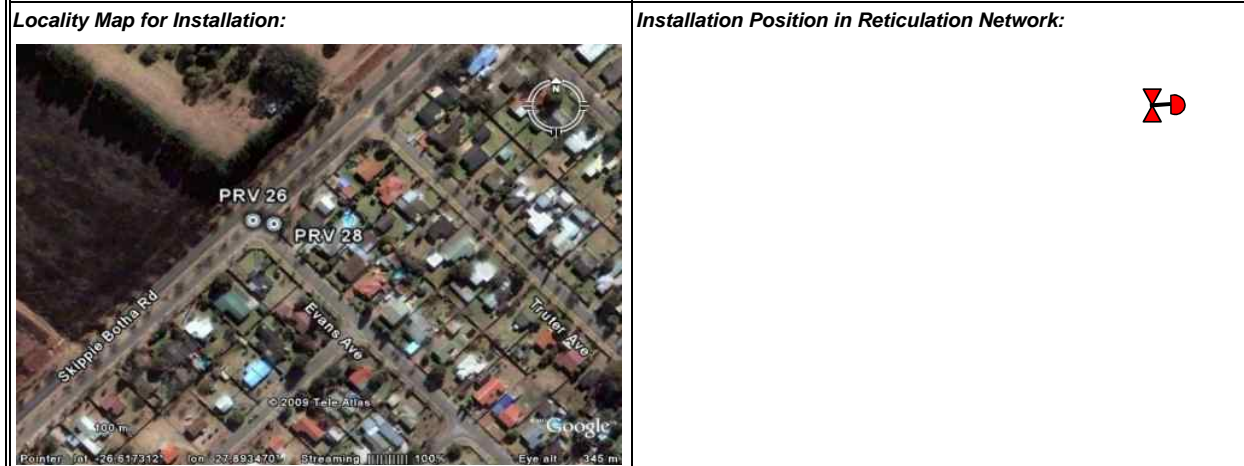 Locality Map for Installation:
Installation Position in Reticulation Network:
N
PRV 26
PRV 28
Skippie Botha Rd
Evans Ave
Truter Ave
© 2009 Tele Atlas
100 m
Google
Pointer lat -26.617312° lon -27.893470° Streaming 100% Eye alt 345 m